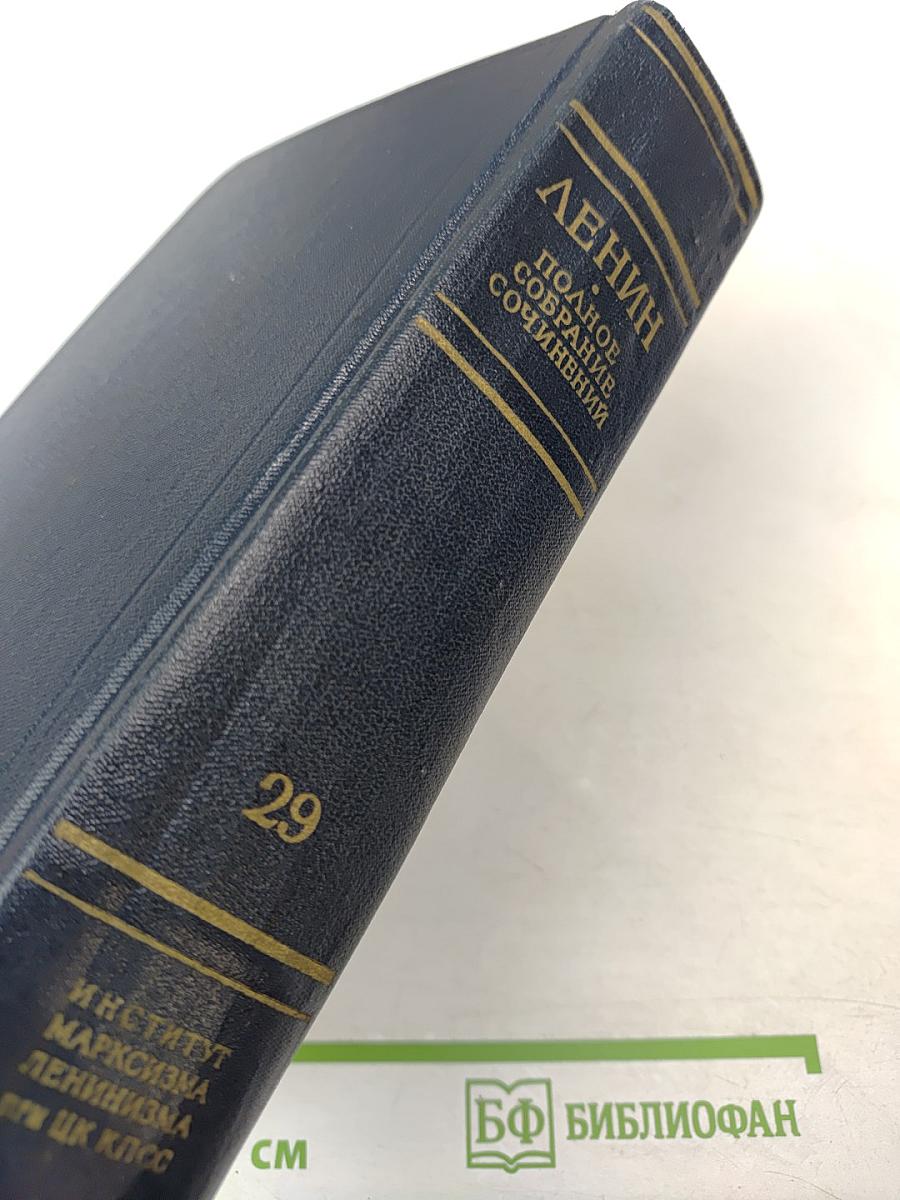 ЛЕНИН
ПОЛНОЕ
СОБРАНИЕ
СОЧИНЕНИЙ
29
ИНСТИТУТ
МАРКСИЗМА
ЛЕНИНИЗМА
ПРИ ЦК КПСС
СМ
БФ БИБЛИОФАН